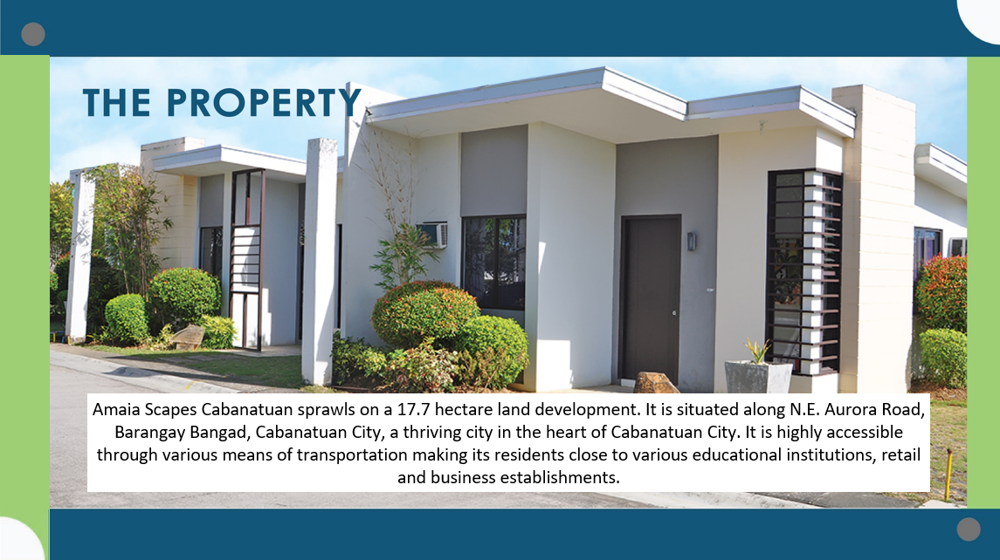 THE PROPERTY
Amaia Scapes Cabanatuan sprawls on a 17.7 hectare land development. It is situated along N.E. Aurora Road,
Barangay Bangad, Cabanatuan City, a thriving city in the heart of Cabanatuan City. It is highly accessible
through various means of transportation making its residents close to various educational institutions, retail
and business establishments.